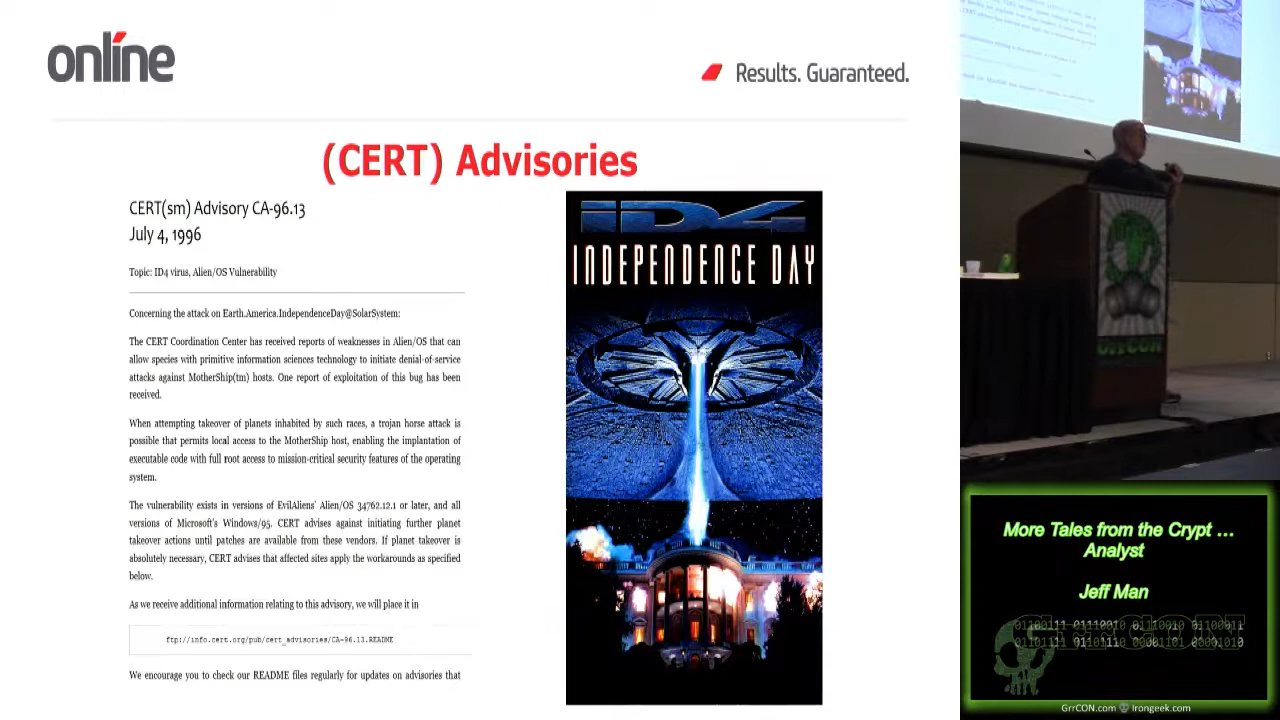 online
Results. Guaranteed.
(CERT) Advisories
CERT(sm) Advisory CA-96.13
July 4, 1996
Topic: ID4 virus, Alien/OS Vulnerability
Concerning the attack on Earth.America.IndependenceDay@SolarSystem:
The CERT Coordination Center has received reports of weaknesses in Alien/OS that can
allow species with primitive information sciences technology to initiate denial-of-service
attacks against MotherShip(tm) hosts. One report of exploitation of this bug has been
received.
When attempting takeover of planets inhabited by such races, a trojan horse attack is
possible that permits local access to the MotherShip host, enabling the implantation of
executable code with full root access to mission-critical security features of the operating
system.
The vulnerability exists in versions of EvilAliens' Alien/OS 34762.12.1 or later, and all
versions of Microsoft's Windows/95. CERT advises against initiating further planet
takeover actions until patches are available from these vendors. If planet takeover is
absolutely necessary, CERT advises that affected sites apply the workarounds as specified
below.
As we receive additional information relating to this advisory, we will place it in
ftp://info.cert.org/pub/cert_advisories/CA-96.13.README
We encourage you to check our README files regularly for updates on advisories that
ID4
INDEPENDENCE DAY
GrrCON
More Tales from the Crypt …
Analyst
Jeff Man
GrrCON
01100111 01110010 01110010 01100011
01101111 01101110 00001101 00001010
GrrCON.com Irongeek.com